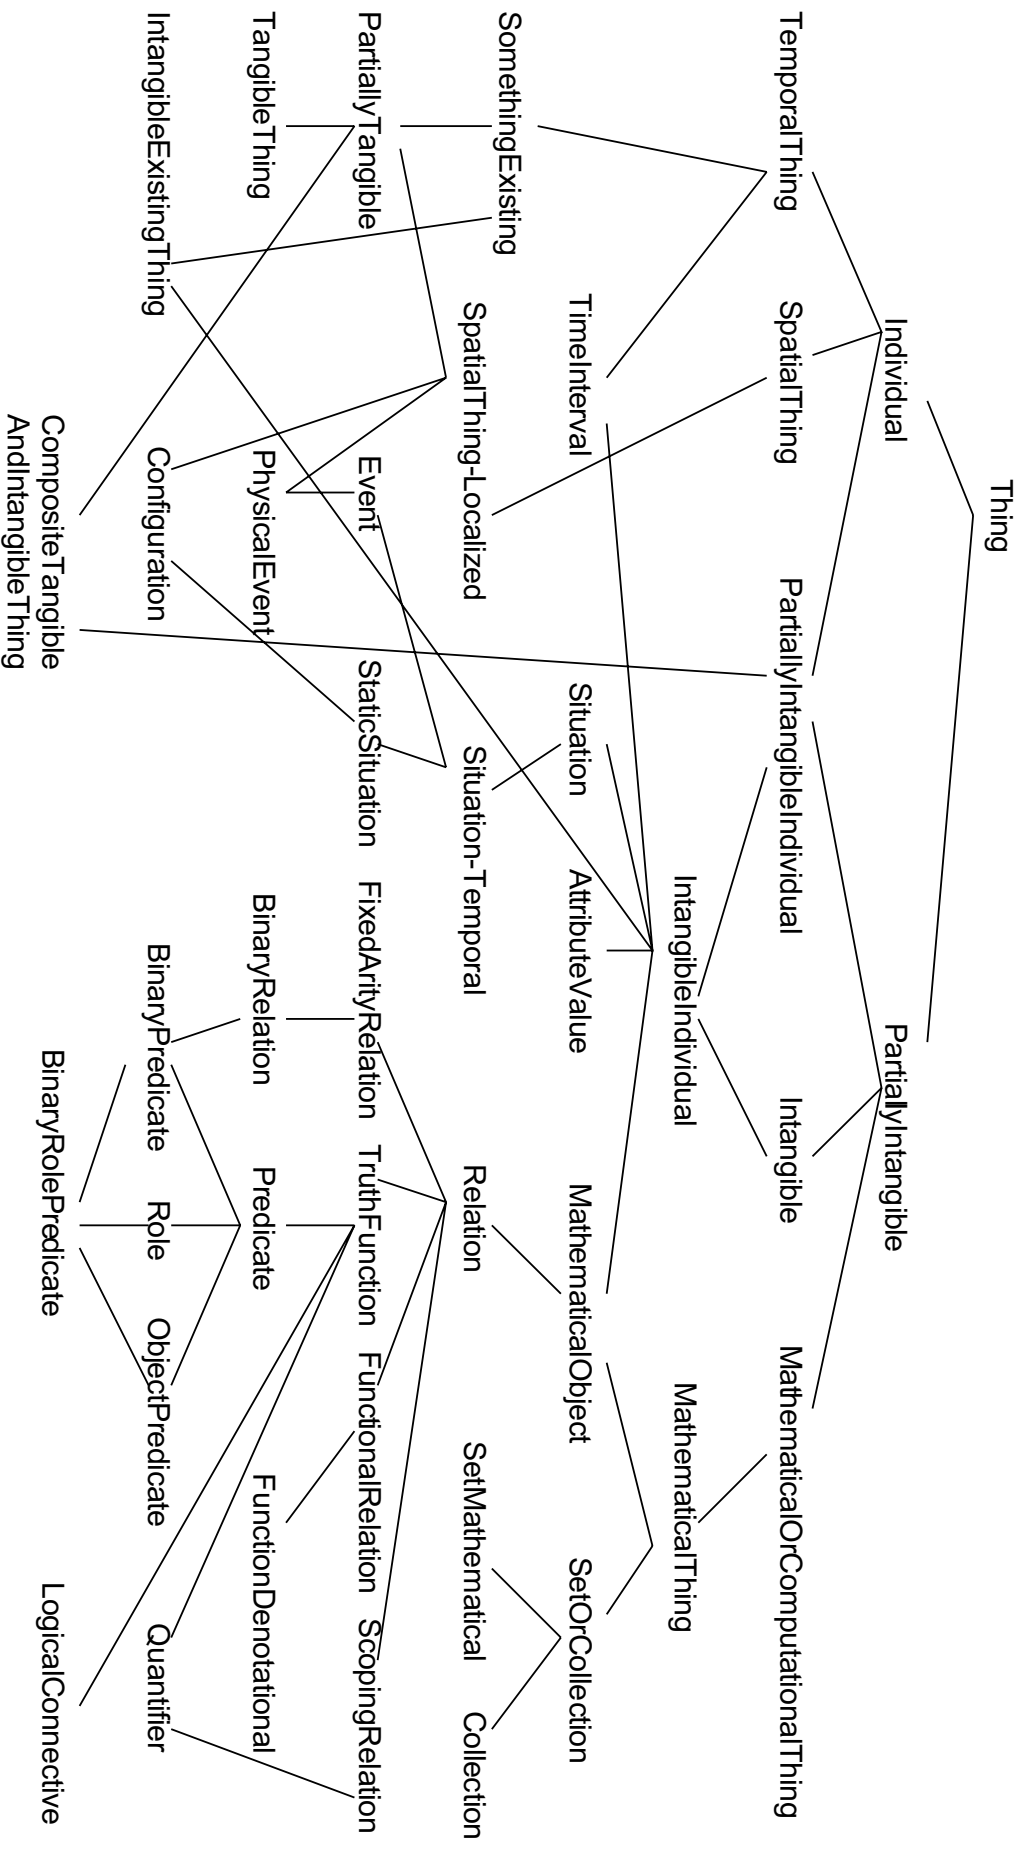 Thing
Individual
PartiallyIntangible
TemporalThing
SpatialThing
PartiallyIntangibleIndividual
Intangible
MathematicalOrComputationalThing
IntangibleIndividual
MathematicalThing
TimeInterval
Situation
AttributeValue
MathematicalObject
SetOrCollection
SomethingExisting
SpatialThing-Localized
Situation-Temporal
Relation
SetMathematical
Collection
PartiallyTangible
Event
StaticSituation
FixedArityRelation
TruthFunction
FunctionalRelation
ScopingRelation
TangibleThing
PhysicalEvent
BinaryRelation
Predicate
FunctionDenotational
IntangibleExistingThing
Configuration
BinaryPredicate
Role
ObjectPredicate
Quantifier
CompositeTangible
AndIntangibleThing
BinaryRolePredicate
LogicalConnective